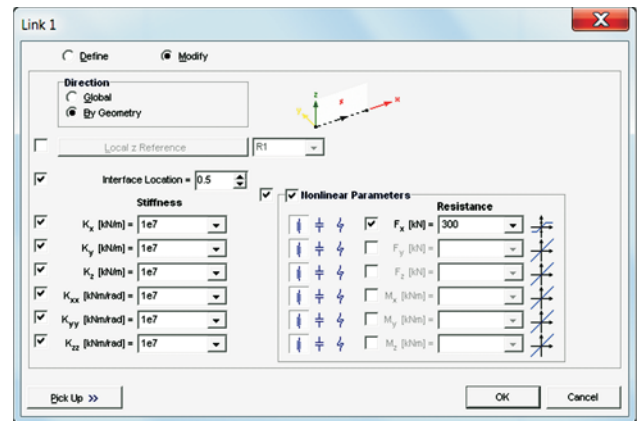 Link 1
X
Define Modify
Direction
Global
By Geometry
z
y
x
Local z Reference R1
Interface Location = 0.5
Nonlinear Parameters
Stiffness Resistance
Kx [kN/m] = 1e7 Fx [kN] = 300
Ky [kN/m] = 1e7 Fy [kN] =
Kz [kN/m] = 1e7 Fz [kN] =
Kxx [kNm/rad] = 1e7 Mx [kNm] =
Kyy [kNm/rad] = 1e7 My [kNm] =
Kzz [kNm/rad] = 1e7 Mz [kNm] =
Pick Up >> OK Cancel